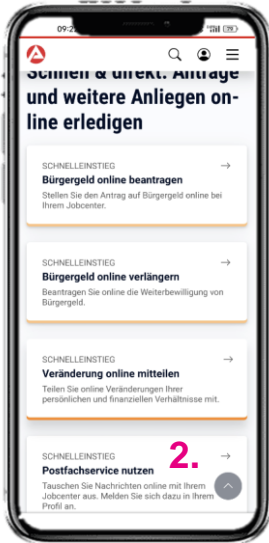 Schnell & direkt: Anträge
und weitere Anliegen on-
line erledigen
SCHNELLEINSTIEG
Bürgergeld online beantragen
Stellen Sie den Antrag auf Bürgergeld online bei
Ihrem Jobcenter.
SCHNELLEINSTIEG
Bürgergeld online verlängern
Beantragen Sie online die Weiterbewilligung von
Bürgergeld.
SCHNELLEINSTIEG
Veränderung online mitteilen
Teilen Sie online Veränderungen Ihrer
persönlichen und finanziellen Verhältnisse mit.
SCHNELLEINSTIEG
Postfachservice nutzen
2.
Tauschen Sie Nachrichten online mit Ihrem
Jobcenter aus. Melden Sie sich dazu in Ihrem
Profil an.